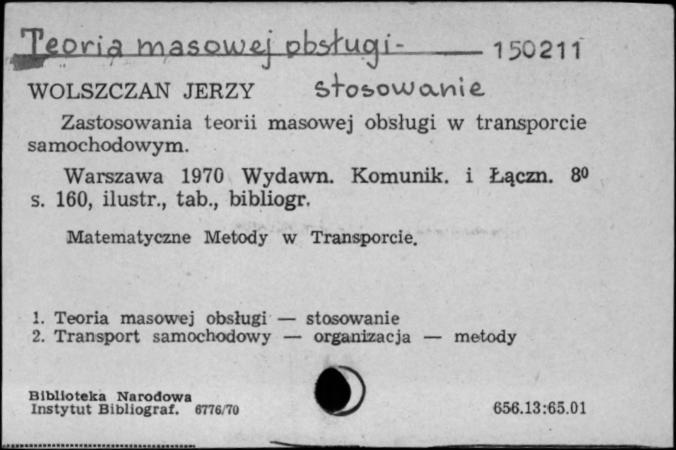 Teoria masowej obsługi - 150211
stosowanie
WOLSZCZAN JERZY
Zastosowania teorii masowej obsługi w transporcie
samochodowym.
Warszawa 1970 Wydawn. Komunik. i Łączn. 8⁰
s. 160, ilustr., tab., bibliogr.
Matematyczne Metody w Transporcie.
1. Teoria masowej obsługi — stosowanie
2. Transport samochodowy — organizacja — metody
Biblioteka Narodowa
Instytut Bibliograf. 6776/70
656.13:65.01